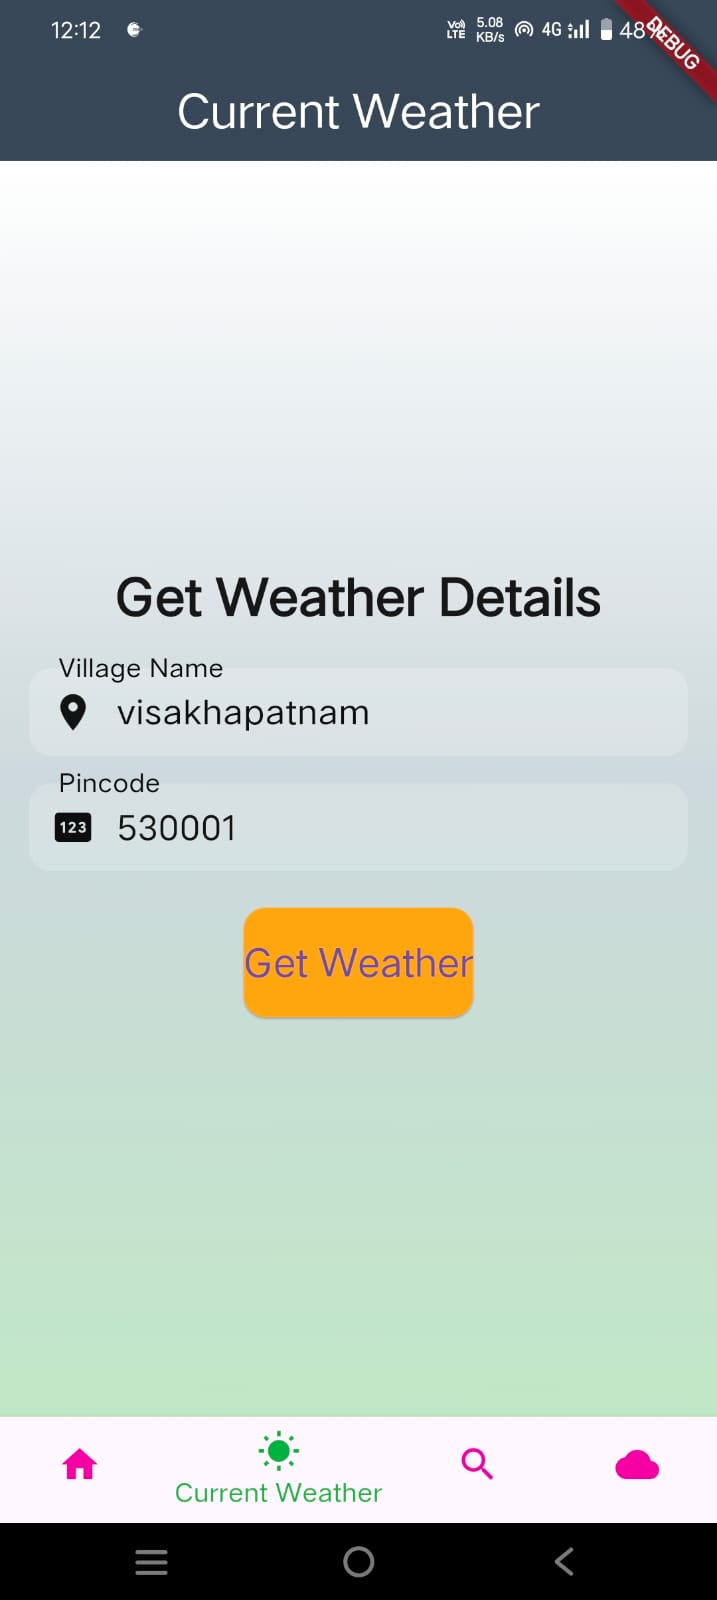 12:12
Vo) LTE 5.08 KB/s 4G 48%
DEBUG
Current Weather
Get Weather Details
Village Name
visakhapatnam
Pincode
123 530001
Get Weather
Current Weather